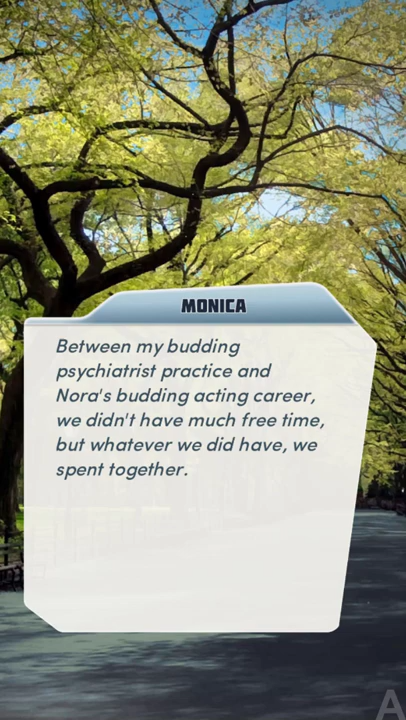 MONICA
Between my budding
psychiatrist practice and
Nora's budding acting career,
we didn't have much free time,
but whatever we did have, we
spent together.
A